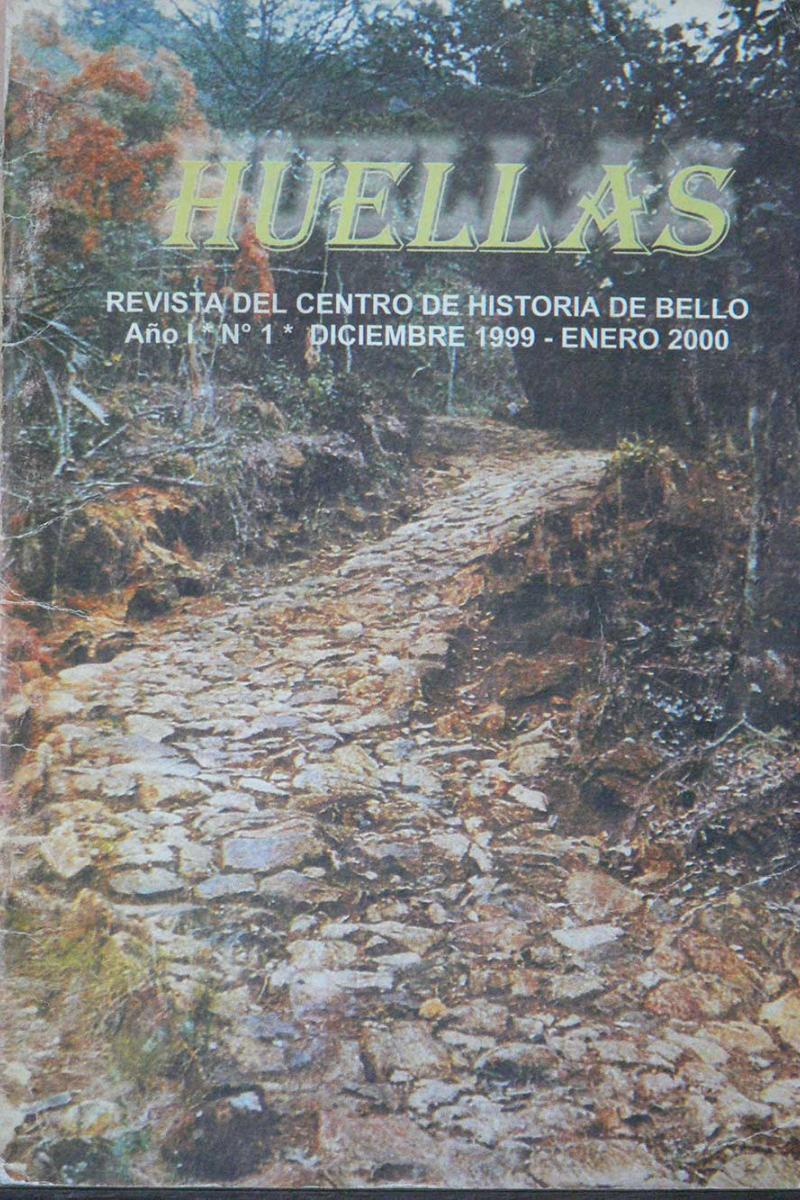 HUELLAS
REVISTA DEL CENTRO DE HISTORIA DE BELLO
Año I * N° 1 * DICIEMBRE 1999 - ENERO 2000